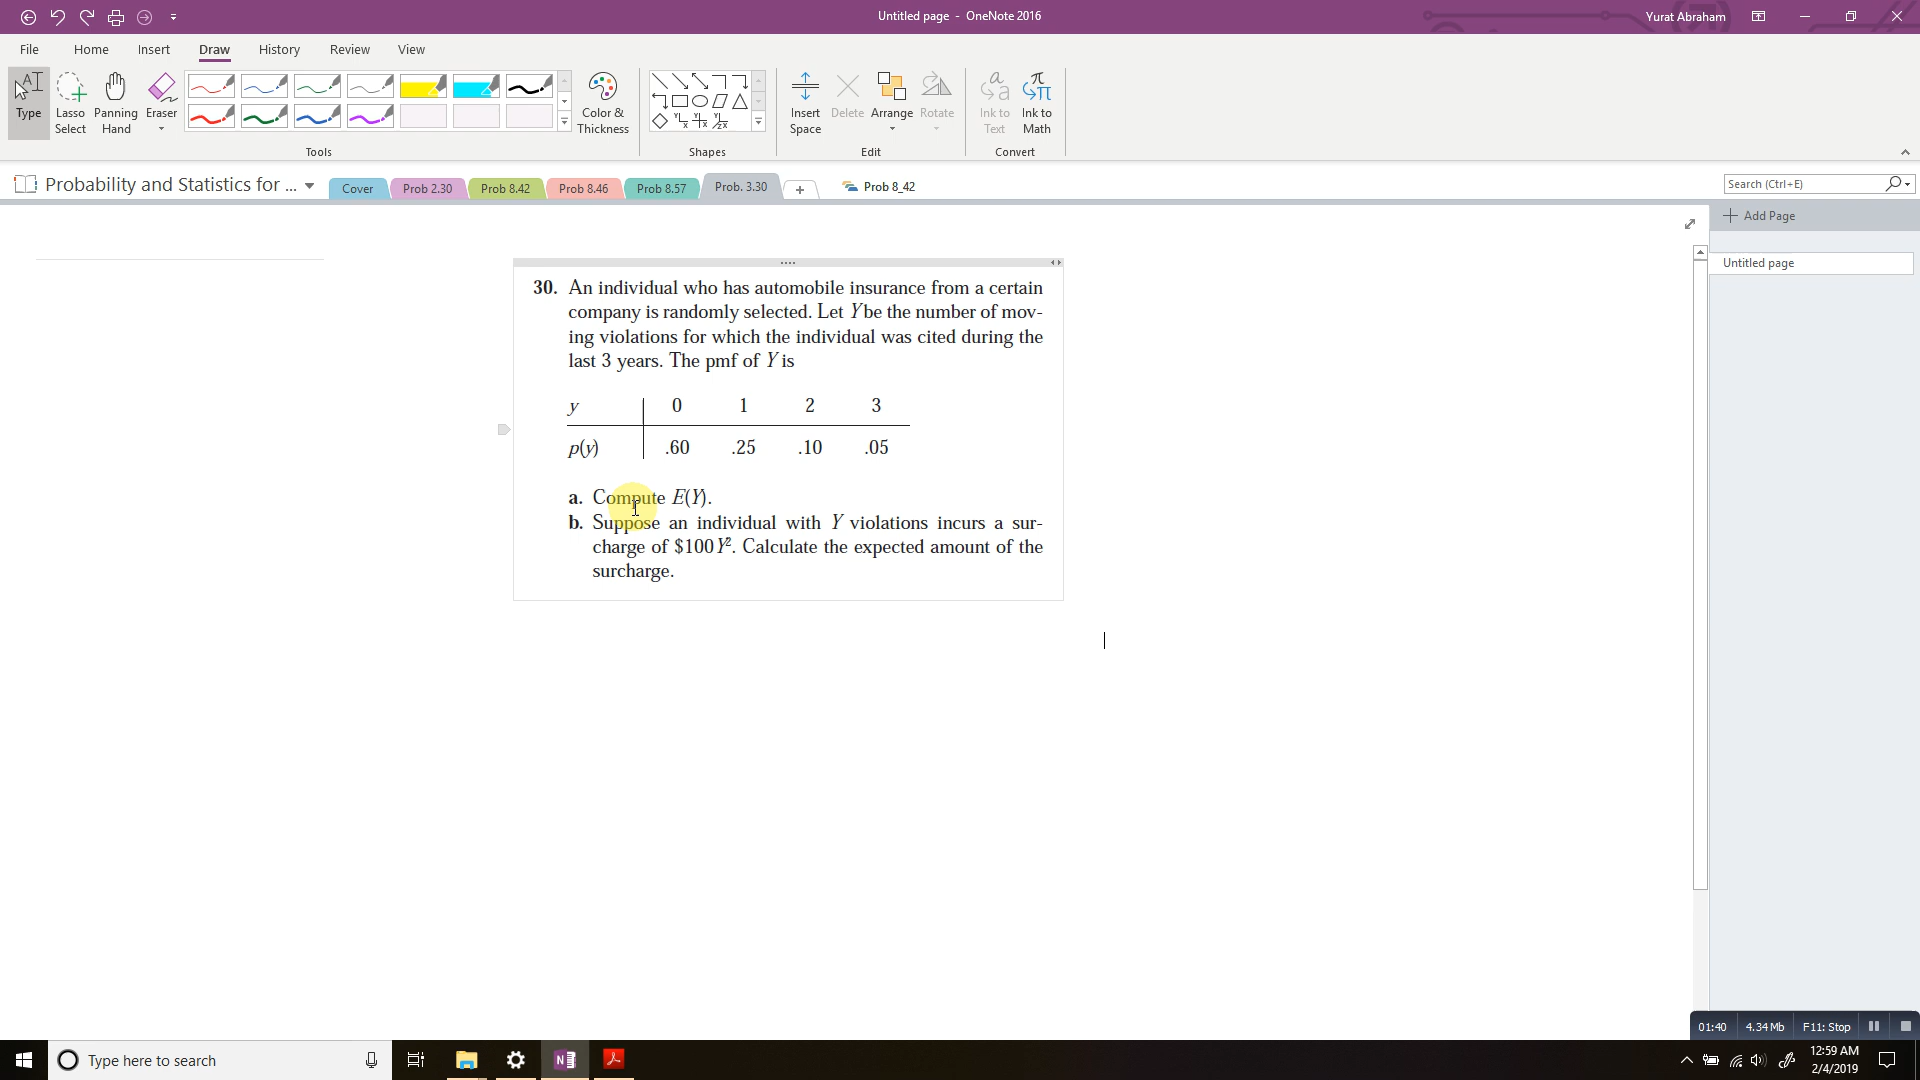 Untitled page - OneNote 2016
Yurat Abraham
File Home Insert Draw History Review View
Type
Lasso Select
Panning Hand
Eraser
Color & Thickness
Insert Space
Delete
Arrange
Rotate
Ink to Text
Ink to Math
Tools
Shapes
Edit
Convert
Probability and Statistics for ...
Cover
Prob 2.30
Prob 8.42
Prob 8.46
Prob 8.57
Prob. 3.30
Prob 8_42
Search (Ctrl+E)
Add Page
Untitled page
30. An individual who has automobile insurance from a certain
company is randomly selected. Let Y be the number of mov-
ing violations for which the individual was cited during the
last 3 years. The pmf of Y is
y 0 1 2 3
p(y) .60 .25 .10 .05
a. Compute E(Y).
b. Suppose an individual with Y violations incurs a sur-
charge of $100Y². Calculate the expected amount of the
surcharge.
01:40 4.34 Mb F11: Stop
Type here to search
12:59 AM
2/4/2019